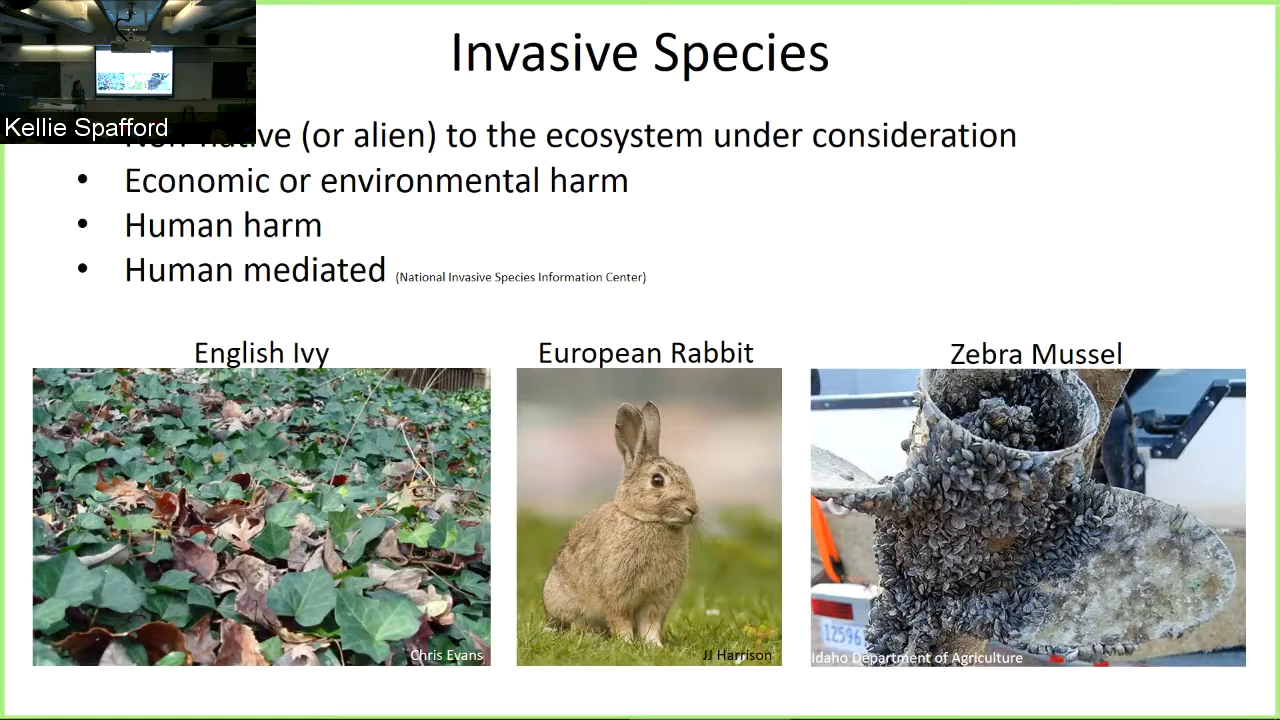 Invasive Species
Kellie Spafford
Non-native (or alien) to the ecosystem under consideration
• Economic or environmental harm
• Human harm
• Human mediated (National Invasive Species Information Center)
English Ivy
European Rabbit
Zebra Mussel
Chris Evans
JJ Harrison
12596
Idaho Department of Agriculture